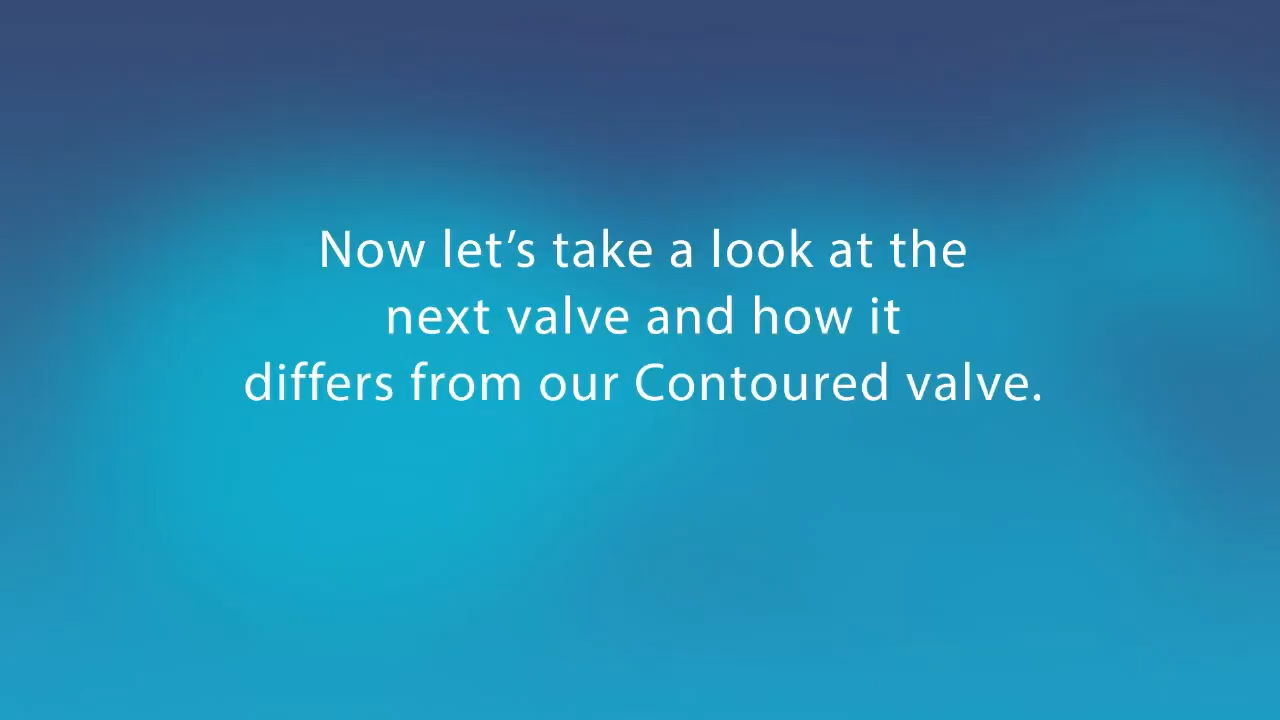 Now let’s take a look at the
next valve and how it
differs from our Contoured valve.